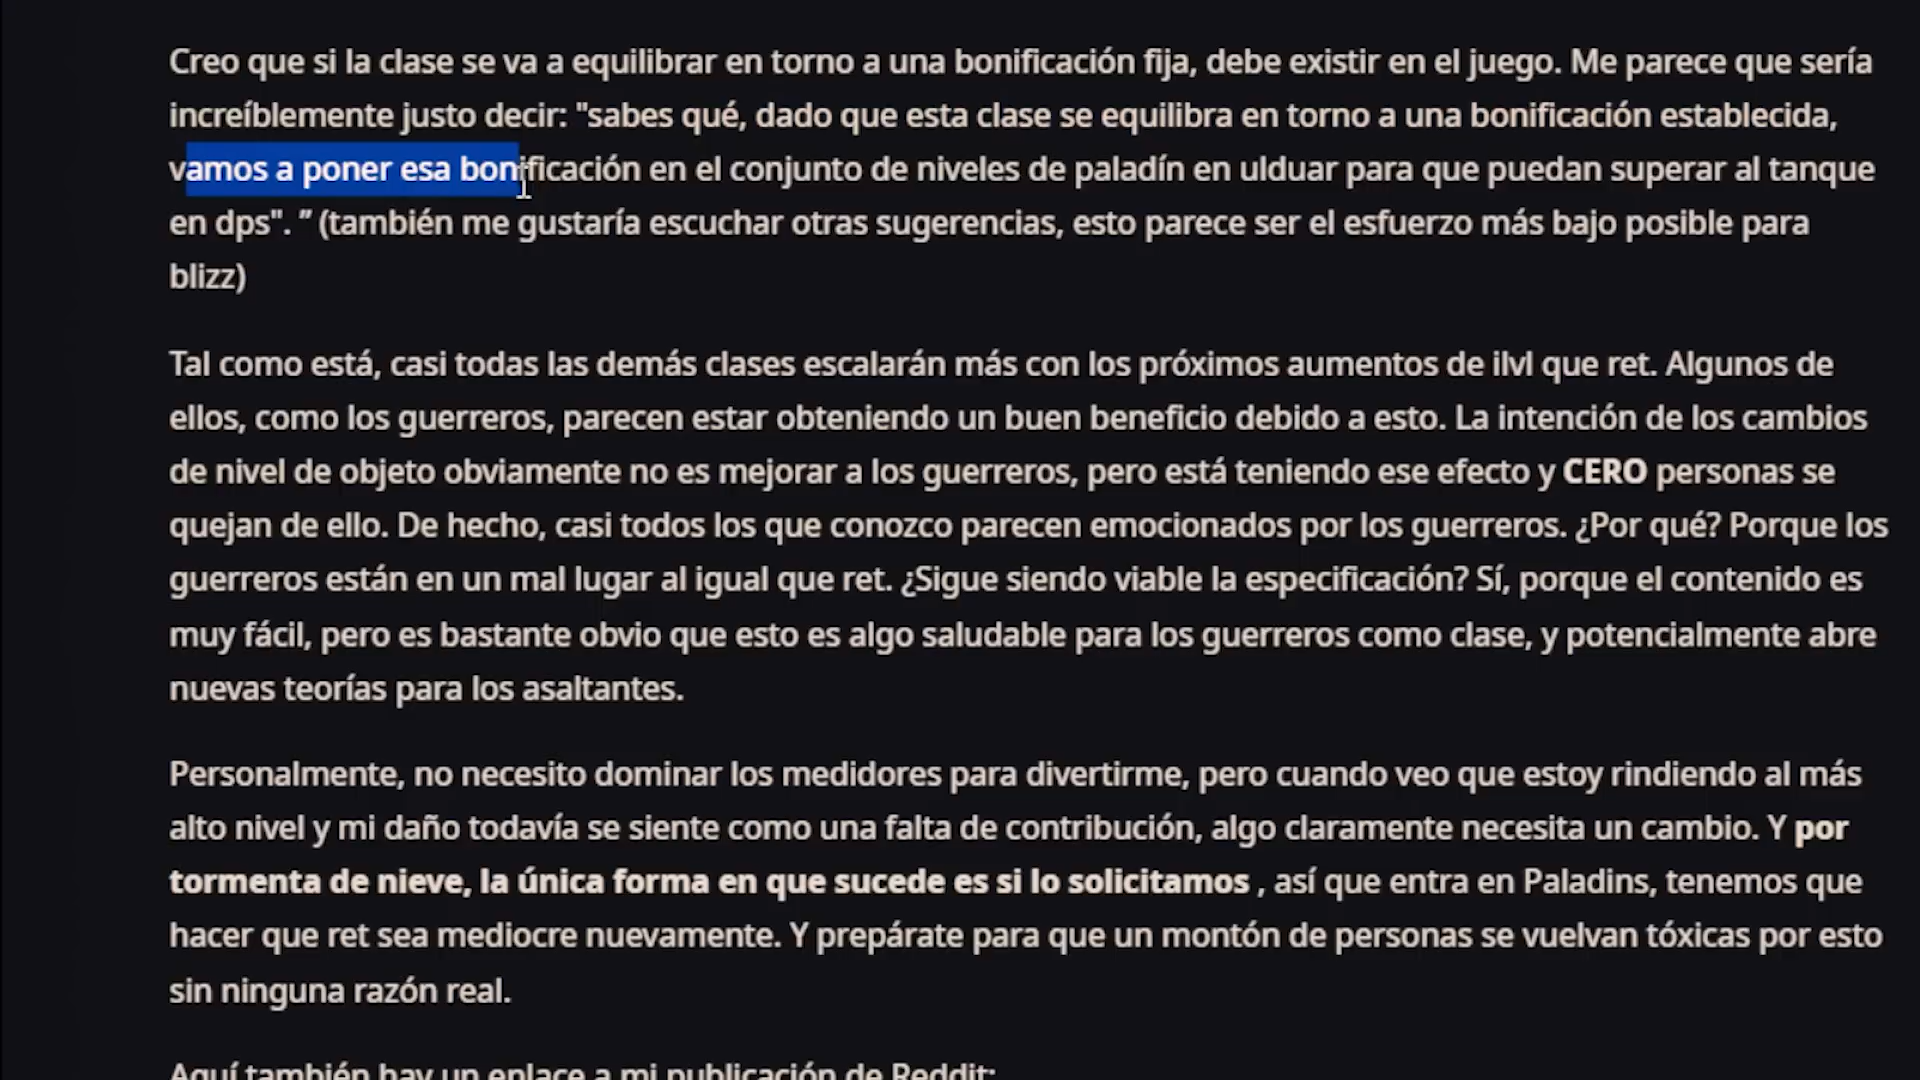 Creo que si la clase se va a equilibrar en torno a una bonificación fija, debe existir en el juego. Me parece que sería
increíblemente justo decir: "sabes qué, dado que esta clase se equilibra en torno a una bonificación establecida,
vamos a poner esa bonificación en el conjunto de niveles de paladín en ulduar para que puedan superar al tanque
en dps". ” (también me gustaría escuchar otras sugerencias, esto parece ser el esfuerzo más bajo posible para
blizz)
Tal como está, casi todas las demás clases escalarán más con los próximos aumentos de ilvl que ret. Algunos de
ellos, como los guerreros, parecen estar obteniendo un buen beneficio debido a esto. La intención de los cambios
de nivel de objeto obviamente no es mejorar a los guerreros, pero está teniendo ese efecto y CERO personas se
quejan de ello. De hecho, casi todos los que conozco parecen emocionados por los guerreros. ¿Por qué? Porque los
guerreros están en un mal lugar al igual que ret. ¿Sigue siendo viable la especificación? Sí, porque el contenido es
muy fácil, pero es bastante obvio que esto es algo saludable para los guerreros como clase, y potencialmente abre
nuevas teorías para los asaltantes.
Personalmente, no necesito dominar los medidores para divertirme, pero cuando veo que estoy rindiendo al más
alto nivel y mi daño todavía se siente como una falta de contribución, algo claramente necesita un cambio. Y por
tormenta de nieve, la única forma en que sucede es si lo solicitamos , así que entra en Paladins, tenemos que
hacer que ret sea mediocre nuevamente. Y prepárate para que un montón de personas se vuelvan tóxicas por esto
sin ninguna razón real.
Aquí también hay un enlace a mi publicación de Reddit: